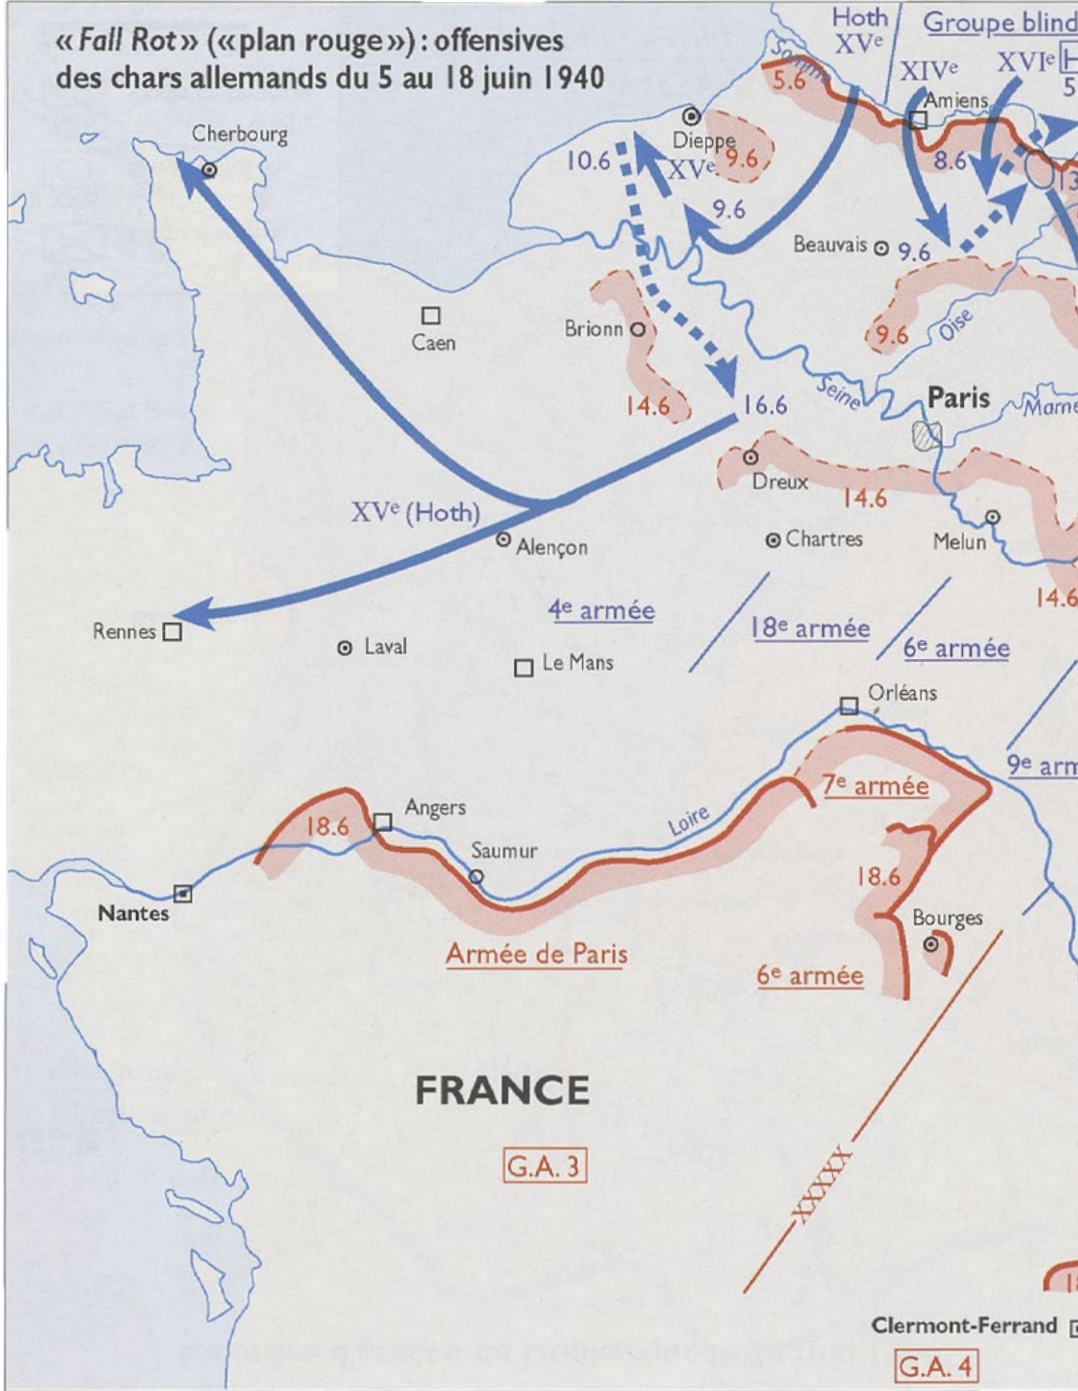 « Fall Rot » (« plan rouge ») : offensives
des chars allemands du 5 au 18 juin 1940
Hoth
XVe
Groupe blind
XIVe
XVIe
H
5
Somme
5.6
Amiens
Cherbourg
Dieppe
10.6
XVe
9.6
8.6
13
9.6
Beauvais
9.6
Brionn
Caen
9.6
Oise
14.6
16.6
Seine
Paris
Marne
Dreux
14.6
XVe (Hoth)
Alençon
Chartres
Melun
14.6
4e armée
18e armée
6e armée
Rennes
Laval
Le Mans
Orléans
9e arm
7e armée
Angers
18.6
Loire
Saumur
18.6
Nantes
Bourges
Armée de Paris
6e armée
FRANCE
G.A. 3
XXXXX
18
Clermont-Ferrand
G.A. 4